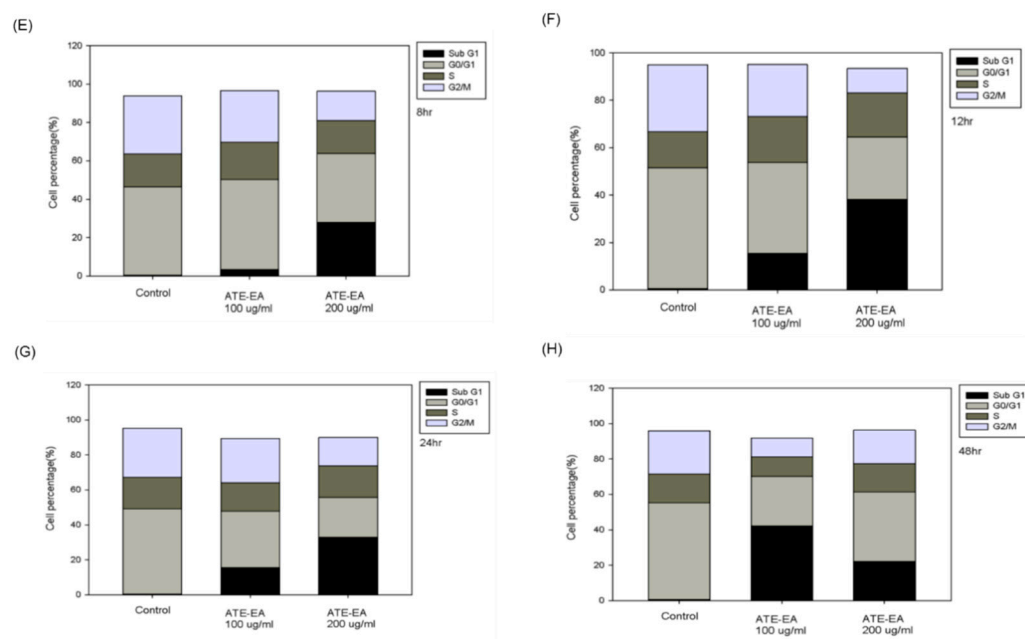 (E)
120
100
80
60
40
20
0
Cell percentage(%)
Control
ATE-EA
100 ug/ml
ATE-EA
200 ug/ml
Sub G1
G0/G1
S
G2/M
8hr
(F)
100
80
60
40
20
0
Cell percentage(%)
Control
ATE-EA
100 ug/ml
ATE-EA
200 ug/ml
Sub G1
G0/G1
S
G2/M
12hr
(G)
120
100
80
60
40
20
0
Cell percentage(%)
Control
ATE-EA
100 ug/ml
ATE-EA
200 ug/ml
Sub G1
G0/G1
S
G2/M
24hr
(H)
120
100
80
60
40
20
0
Cell percentage(%)
Control
ATE-EA
100 ug/ml
ATE-EA
200 ug/ml
Sub G1
G0/G1
S
G2/M
48hr